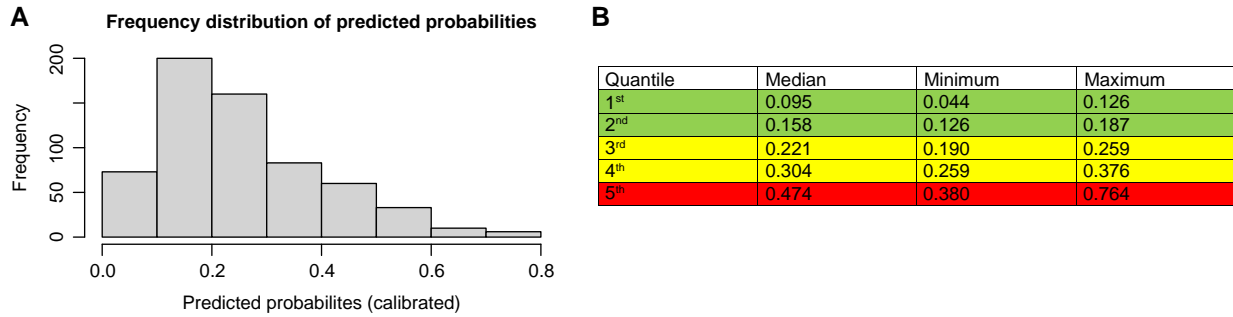 A
Frequency distribution of predicted probabilities
200
100
50
0
Frequency
0.0 0.2 0.4 0.6 0.8
Predicted probabilites (calibrated)
B
Quantile Median Minimum Maximum
1st 0.095 0.044 0.126
2nd 0.158 0.126 0.187
3rd 0.221 0.190 0.259
4th 0.304 0.259 0.376
5th 0.474 0.380 0.764